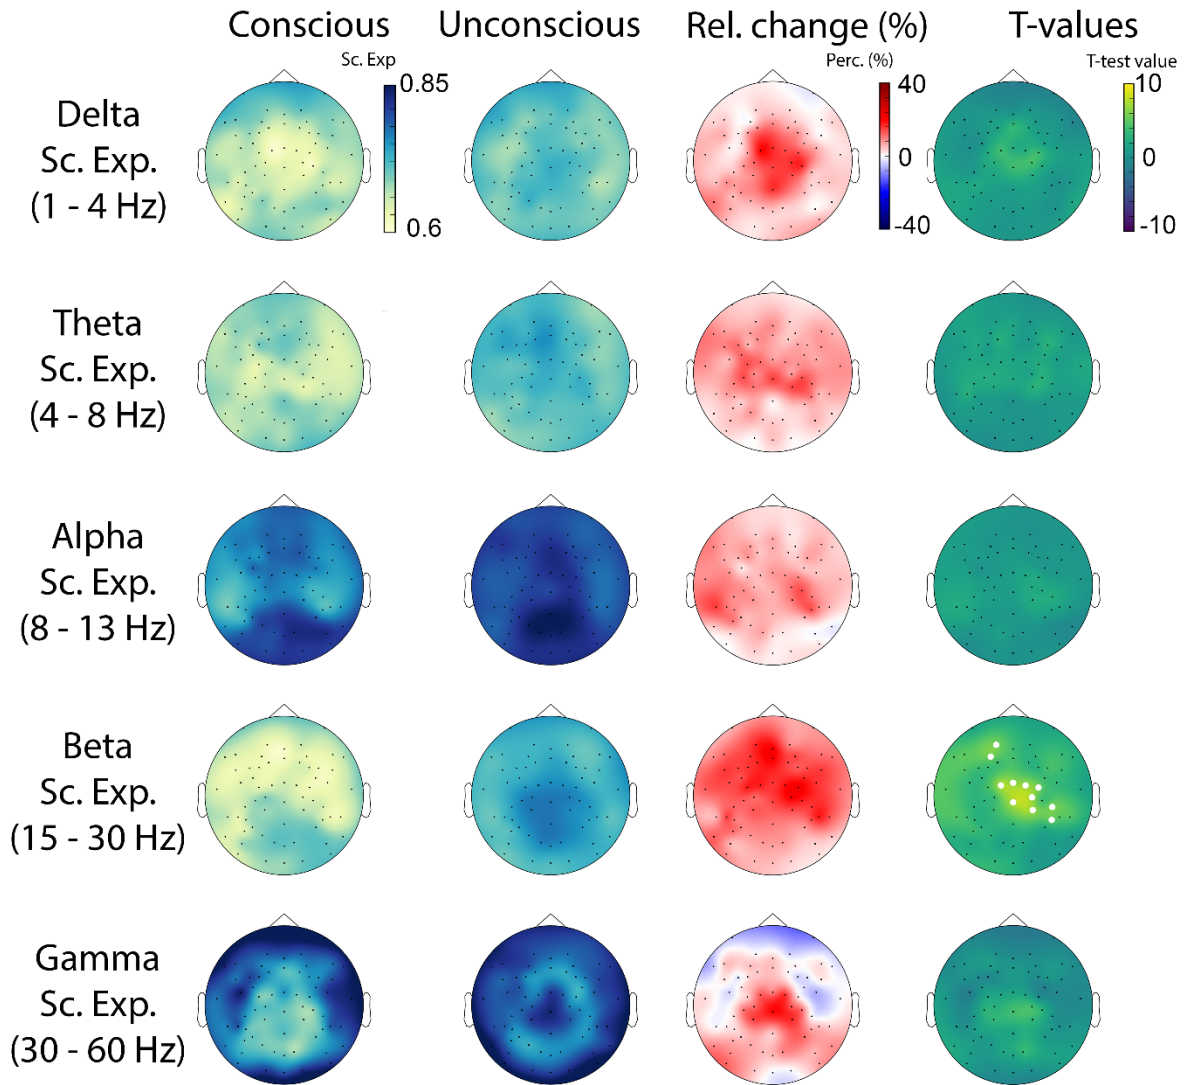 Conscious
Unconscious
Rel. change (%)
T-values
Sc. Exp
0.85
0.6
Perc. (%)
40
0
-40
T-test value
10
0
-10
Delta
Sc. Exp.
(1 - 4 Hz)
Theta
Sc. Exp.
(4 - 8 Hz)
Alpha
Sc. Exp.
(8 - 13 Hz)
Beta
Sc. Exp.
(15 - 30 Hz)
Gamma
Sc. Exp.
(30 - 60 Hz)